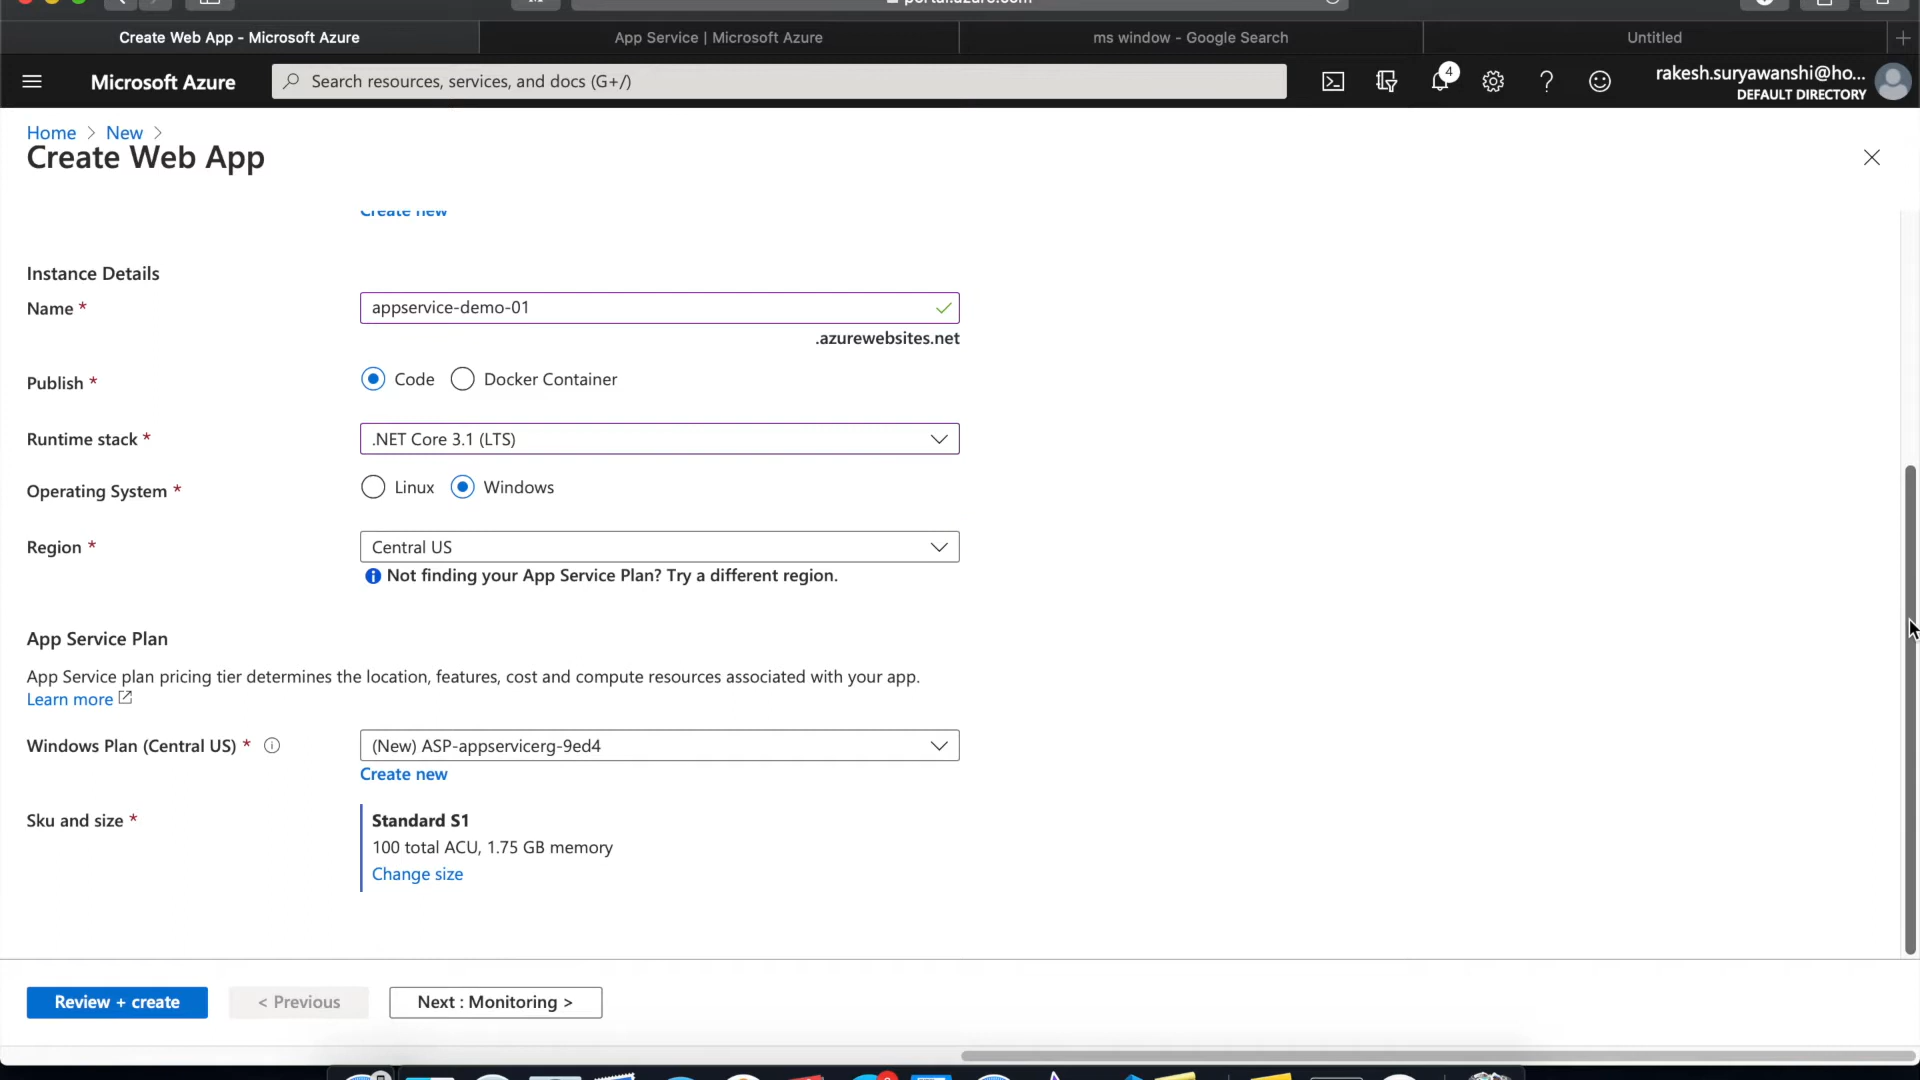 Create Web App - Microsoft Azure
App Service | Microsoft Azure
ms window - Google Search
Untitled
Microsoft Azure
Search resources, services, and docs (G+/)
4
rakesh.suryawanshi@ho...
DEFAULT DIRECTORY
Home > New >
Create Web App
Create new
Instance Details
Name *
appservice-demo-01
.azurewebsites.net
Publish *
Code
Docker Container
Runtime stack *
.NET Core 3.1 (LTS)
Operating System *
Linux
Windows
Region *
Central US
Not finding your App Service Plan? Try a different region.
App Service Plan
App Service plan pricing tier determines the location, features, cost and compute resources associated with your app.
Learn more
Windows Plan (Central US) *
(New) ASP-appservicerg-9ed4
Create new
Sku and size *
Standard S1
100 total ACU, 1.75 GB memory
Change size
Review + create
< Previous
Next : Monitoring >